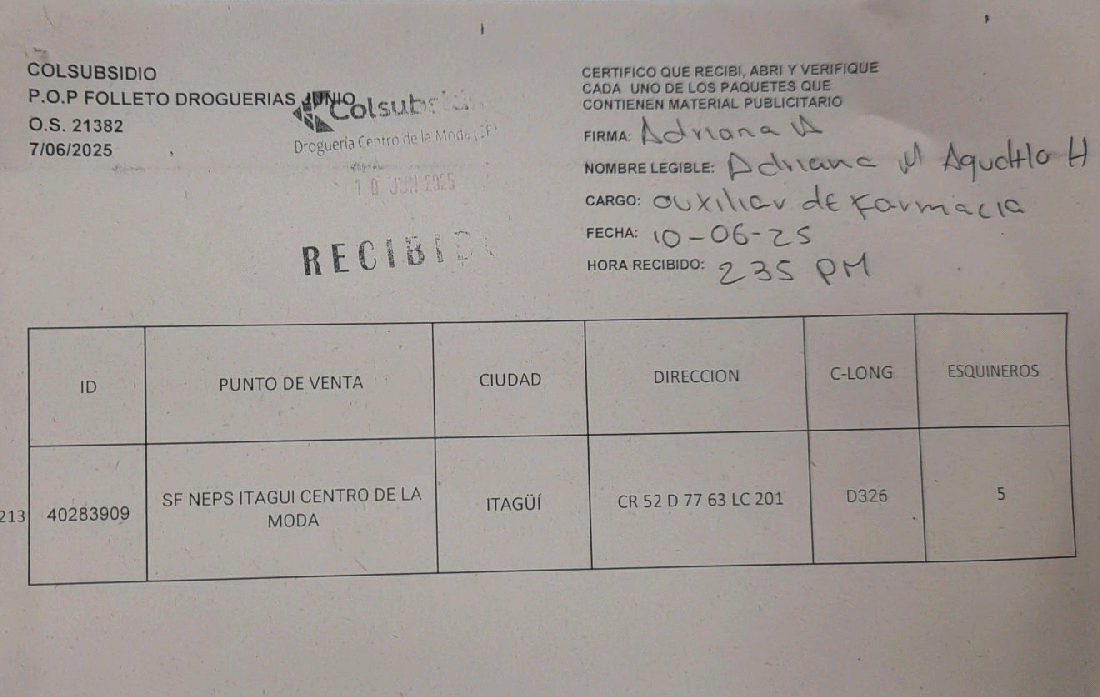 COLSUBSIDIO
P.O.P FOLLETO DROGUERIAS JUNIO
O.S. 21382
7/06/2025
Colsubsidio
Droguería Centro de la Moda
10 JUN 2025
RECIBIDO
CERTIFICO QUE RECIBI, ABRI Y VERIFIQUE
CADA UNO DE LOS PAQUETES QUE
CONTIENEN MATERIAL PUBLICITARIO
FIRMA: Adriana
NOMBRE LEGIBLE: Adriana M H
CARGO: auxiliar de Farmacia
FECHA: 10-06-25
HORA RECIBIDO: 235 PM
ID PUNTO DE VENTA CIUDAD DIRECCION C-LONG ESQUINEROS
213 40283909 SF NEPS ITAGUI CENTRO DE LA MODA ITAGÜÍ CR 52 D 77 63 LC 201 D326 5